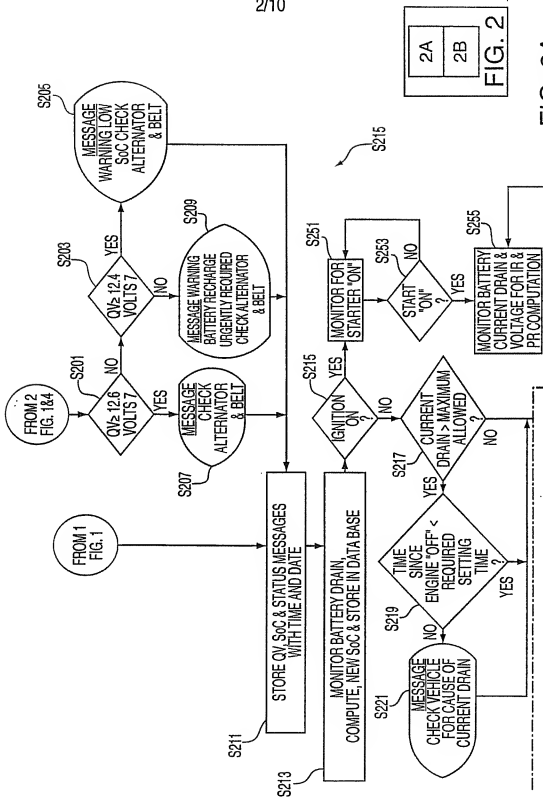 2/10
FROM 2
FIG. 1&4
S201
QV≥ 12.6
VOLTS 7
NO
YES
S203
QV≥ 12.4
VOLTS 7
YES
NO
S205
MESSAGE
WARNING LOW
SoC CHECK
ALTERNATOR
& BELT
S207
MESSAGE
CHECK
ALTERNATOR
& BELT
S209
MESSAGE WARNING
BATTERY RECHARGE
URGENTLY REQUIRED
CHECK ALTERNATOR
& BELT
FROM 1
FIG. 1
S211
STORE QV, SoC & STATUS MESSAGES
WITH TIME AND DATE
S213
MONITOR BATTERY DRAIN,
COMPUTE, NEW SoC & STORE IN DATA BASE
S215
S215
IGNITION
ON
?
YES
NO
S251
MONITOR FOR
STARTER "ON"
S253
START
"ON"
?
NO
YES
S255
MONITOR BATTERY
CURRENT DRAIN &
VOLTAGE FOR IR &
PR COMPUTATION
S217
CURRENT
DRAIN > MAXIMUM
ALLOWED
?
YES
NO
S219
TIME
SINCE
ENGINE "OFF" <
REQUIRED
SETTING
TIME
?
NO
YES
S221
MESSAGE
CHECK VEHICLE
FOR CAUSE OF
CURRENT DRAIN
2A
2B
FIG. 2